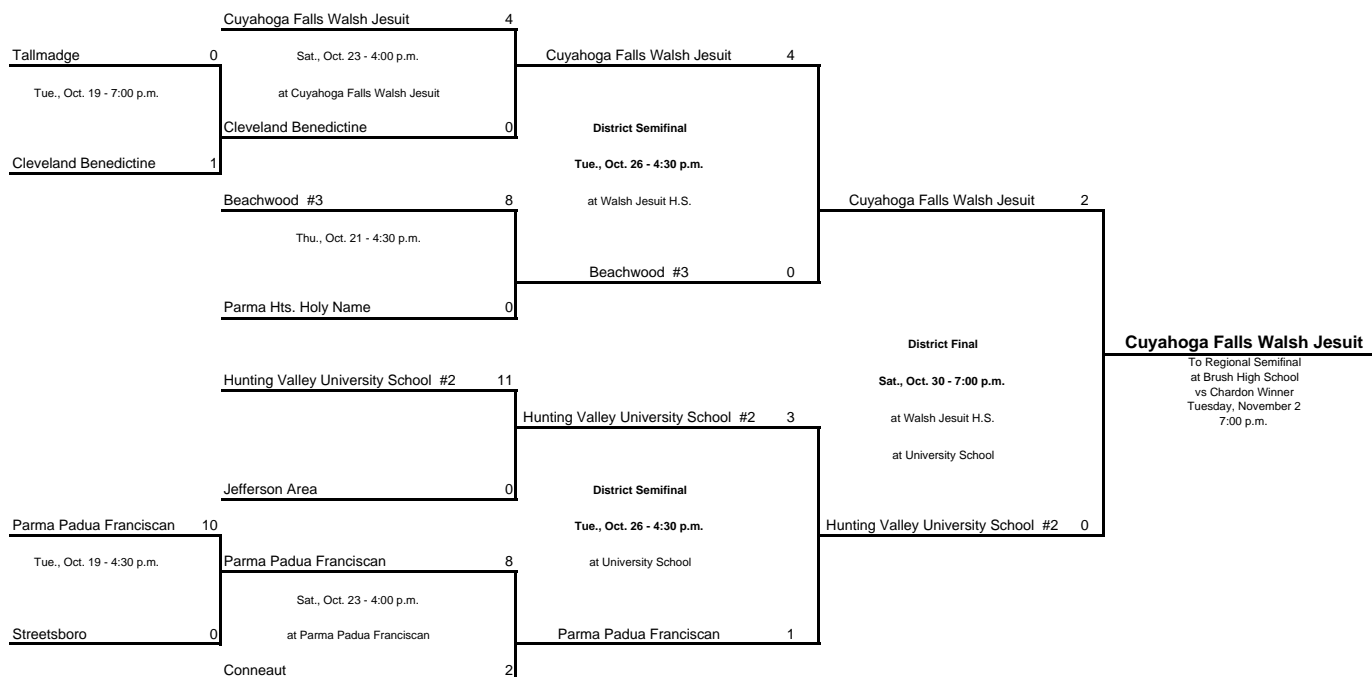 Cuyahoga Falls Walsh Jesuit 4
Tallmadge 0
Sat., Oct. 23 - 4:00 p.m.
Cuyahoga Falls Walsh Jesuit 4
Tue., Oct. 19 - 7:00 p.m.
at Cuyahoga Falls Walsh Jesuit
Cleveland Benedictine 0
District Semifinal
Cleveland Benedictine 1
Tue., Oct. 26 - 4:30 p.m.
Beachwood #3 8
at Walsh Jesuit H.S.
Cuyahoga Falls Walsh Jesuit 2
Thu., Oct. 21 - 4:30 p.m.
Beachwood #3 0
Parma Hts. Holy Name 0
District Final
Cuyahoga Falls Walsh Jesuit
To Regional Semifinal
at Brush High School
vs Chardon Winner
Tuesday, November 2
7:00 p.m.
Hunting Valley University School #2 11
Sat., Oct. 30 - 7:00 p.m.
Hunting Valley University School #2 3
at Walsh Jesuit H.S.
at University School
Jefferson Area 0
District Semifinal
Parma Padua Franciscan 10
Tue., Oct. 26 - 4:30 p.m.
Hunting Valley University School #2 0
Tue., Oct. 19 - 4:30 p.m.
Parma Padua Franciscan 8
at University School
Sat., Oct. 23 - 4:00 p.m.
Streetsboro 0
at Parma Padua Franciscan
Parma Padua Franciscan 1
Conneaut 2